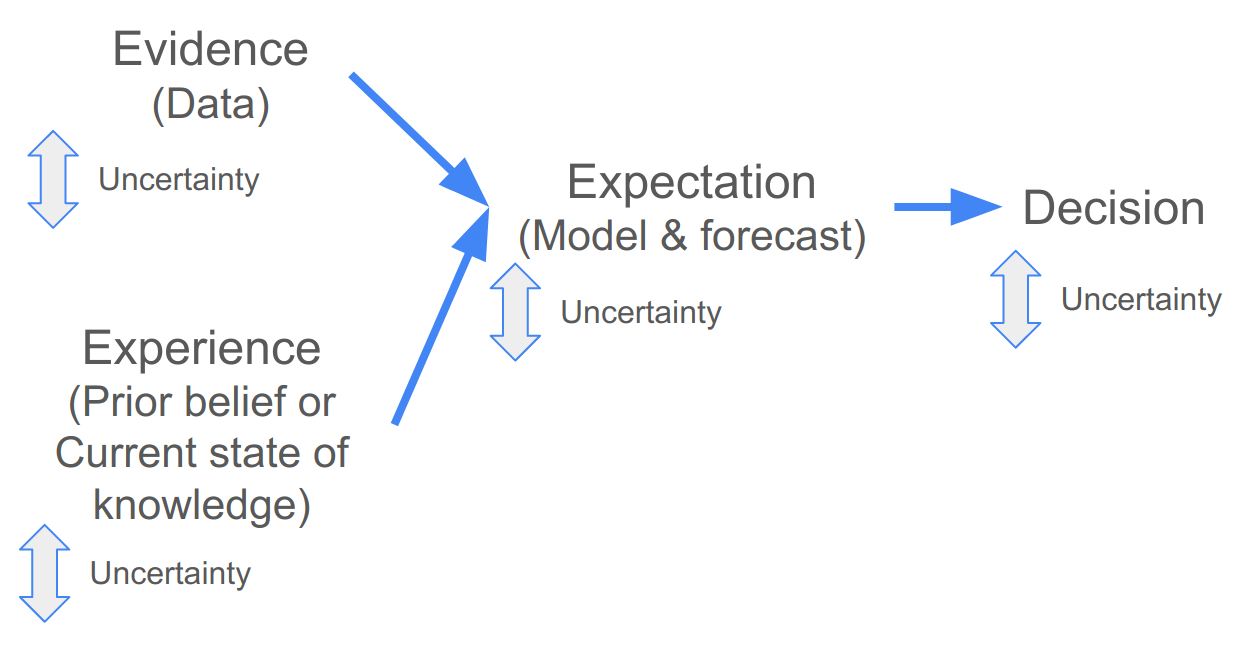 Evidence
(Data)
Uncertainty
Experience
(Prior belief or
Current state of
knowledge)
Uncertainty
Expectation
(Model & forecast)
Uncertainty
Decision
Uncertainty